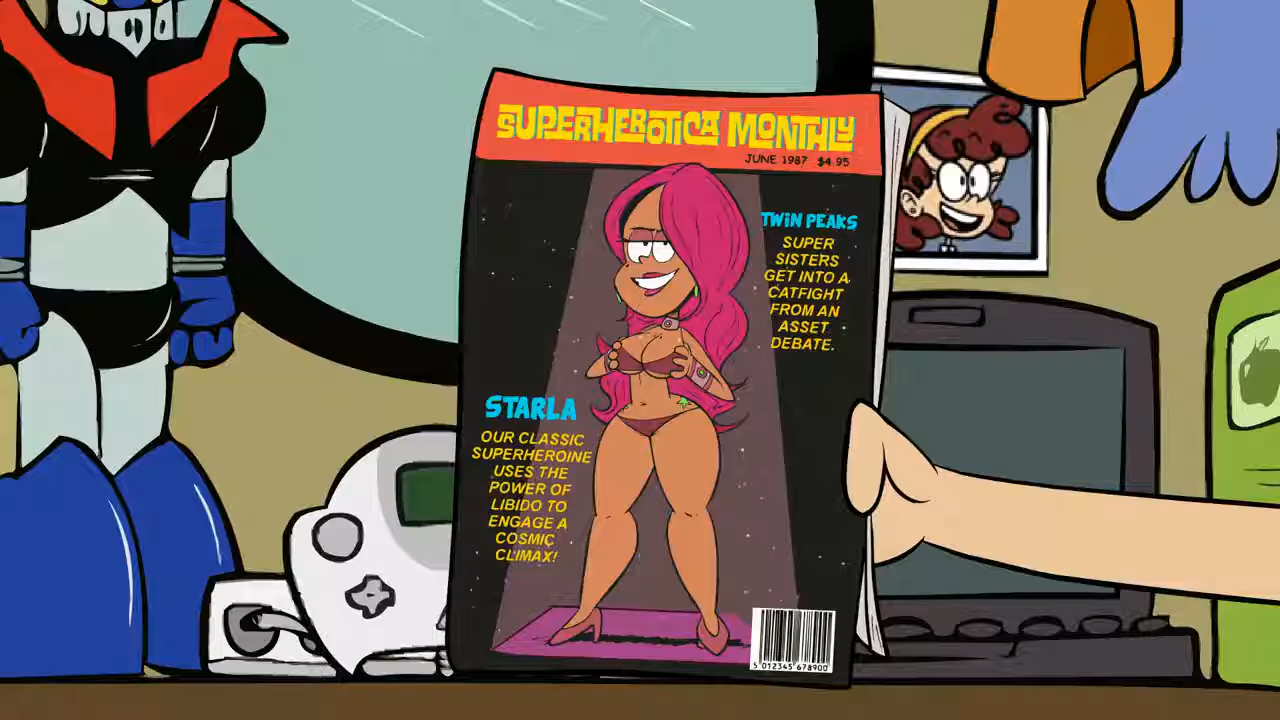 SUPERHEROTICA MONTHLY
JUNE 1987 $4.95
TWIN PEAKS
SUPER
SISTERS
GET INTO A
CATFIGHT
FROM AN
ASSET
DEBATE.
STARLA
OUR CLASSIC
SUPERHEROINE
USES THE
POWER OF
LIBIDO TO
ENGAGE A
COSMIC
CLIMAX!
5 012345 678900